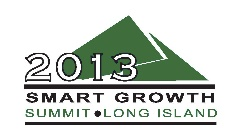 2013
SMART GROWTH
SUMMIT • LONG ISLAND